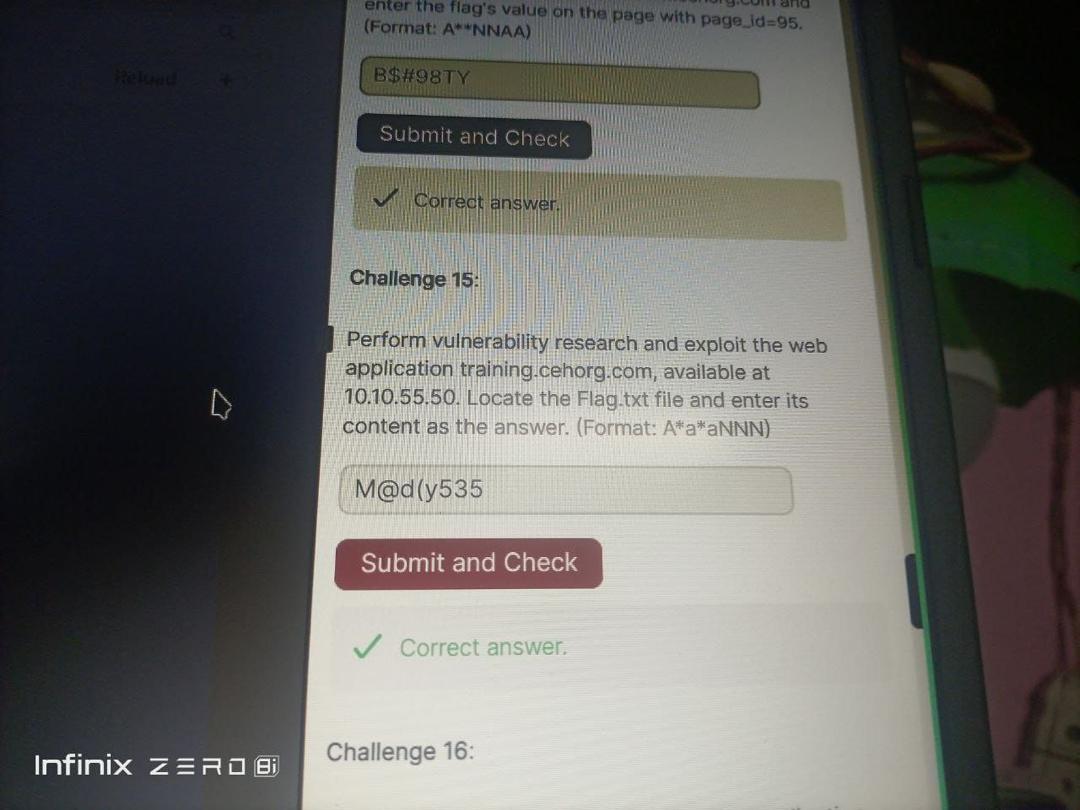 Reload +
enter the flag's value on the page with page_id=95.
(Format: A**NNAA)
B$#98TY
Submit and Check
✓ Correct answer.
Challenge 15:
Perform vulnerability research and exploit the web
application training.cehorg.com, available at
10.10.55.50. Locate the Flag.txt file and enter its
content as the answer. (Format: A*a*aNNN)
M@d(y535
Submit and Check
✓ Correct answer.
Challenge 16:
Infinix ZERO 8i